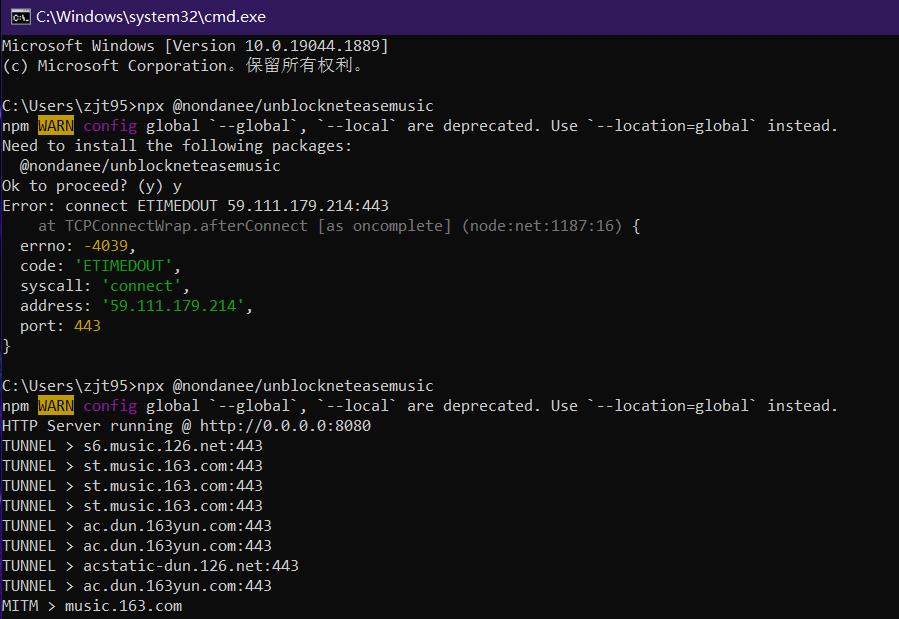 C:\Windows\system32\cmd.exe
Microsoft Windows [Version 10.0.19044.1889]
(c) Microsoft Corporation。保留所有权利。
C:\Users\zjt95>npx @nondanee/unblockneteasemusic
npm WARN config global `--global`, `--local` are deprecated. Use `--location=global` instead.
Need to install the following packages:
  @nondanee/unblockneteasemusic
Ok to proceed? (y) y
Error: connect ETIMEDOUT 59.111.179.214:443
    at TCPConnectWrap.afterConnect [as oncomplete] (node:net:1187:16) {
  errno: -4039,
  code: 'ETIMEDOUT',
  syscall: 'connect',
  address: '59.111.179.214',
  port: 443
}
C:\Users\zjt95>npx @nondanee/unblockneteasemusic
npm WARN config global `--global`, `--local` are deprecated. Use `--location=global` instead.
HTTP Server running @ http://0.0.0.0:8080
TUNNEL > s6.music.126.net:443
TUNNEL > st.music.163.com:443
TUNNEL > st.music.163.com:443
TUNNEL > st.music.163.com:443
TUNNEL > ac.dun.163yun.com:443
TUNNEL > ac.dun.163yun.com:443
TUNNEL > acstatic-dun.126.net:443
TUNNEL > ac.dun.163yun.com:443
MITM > music.163.com